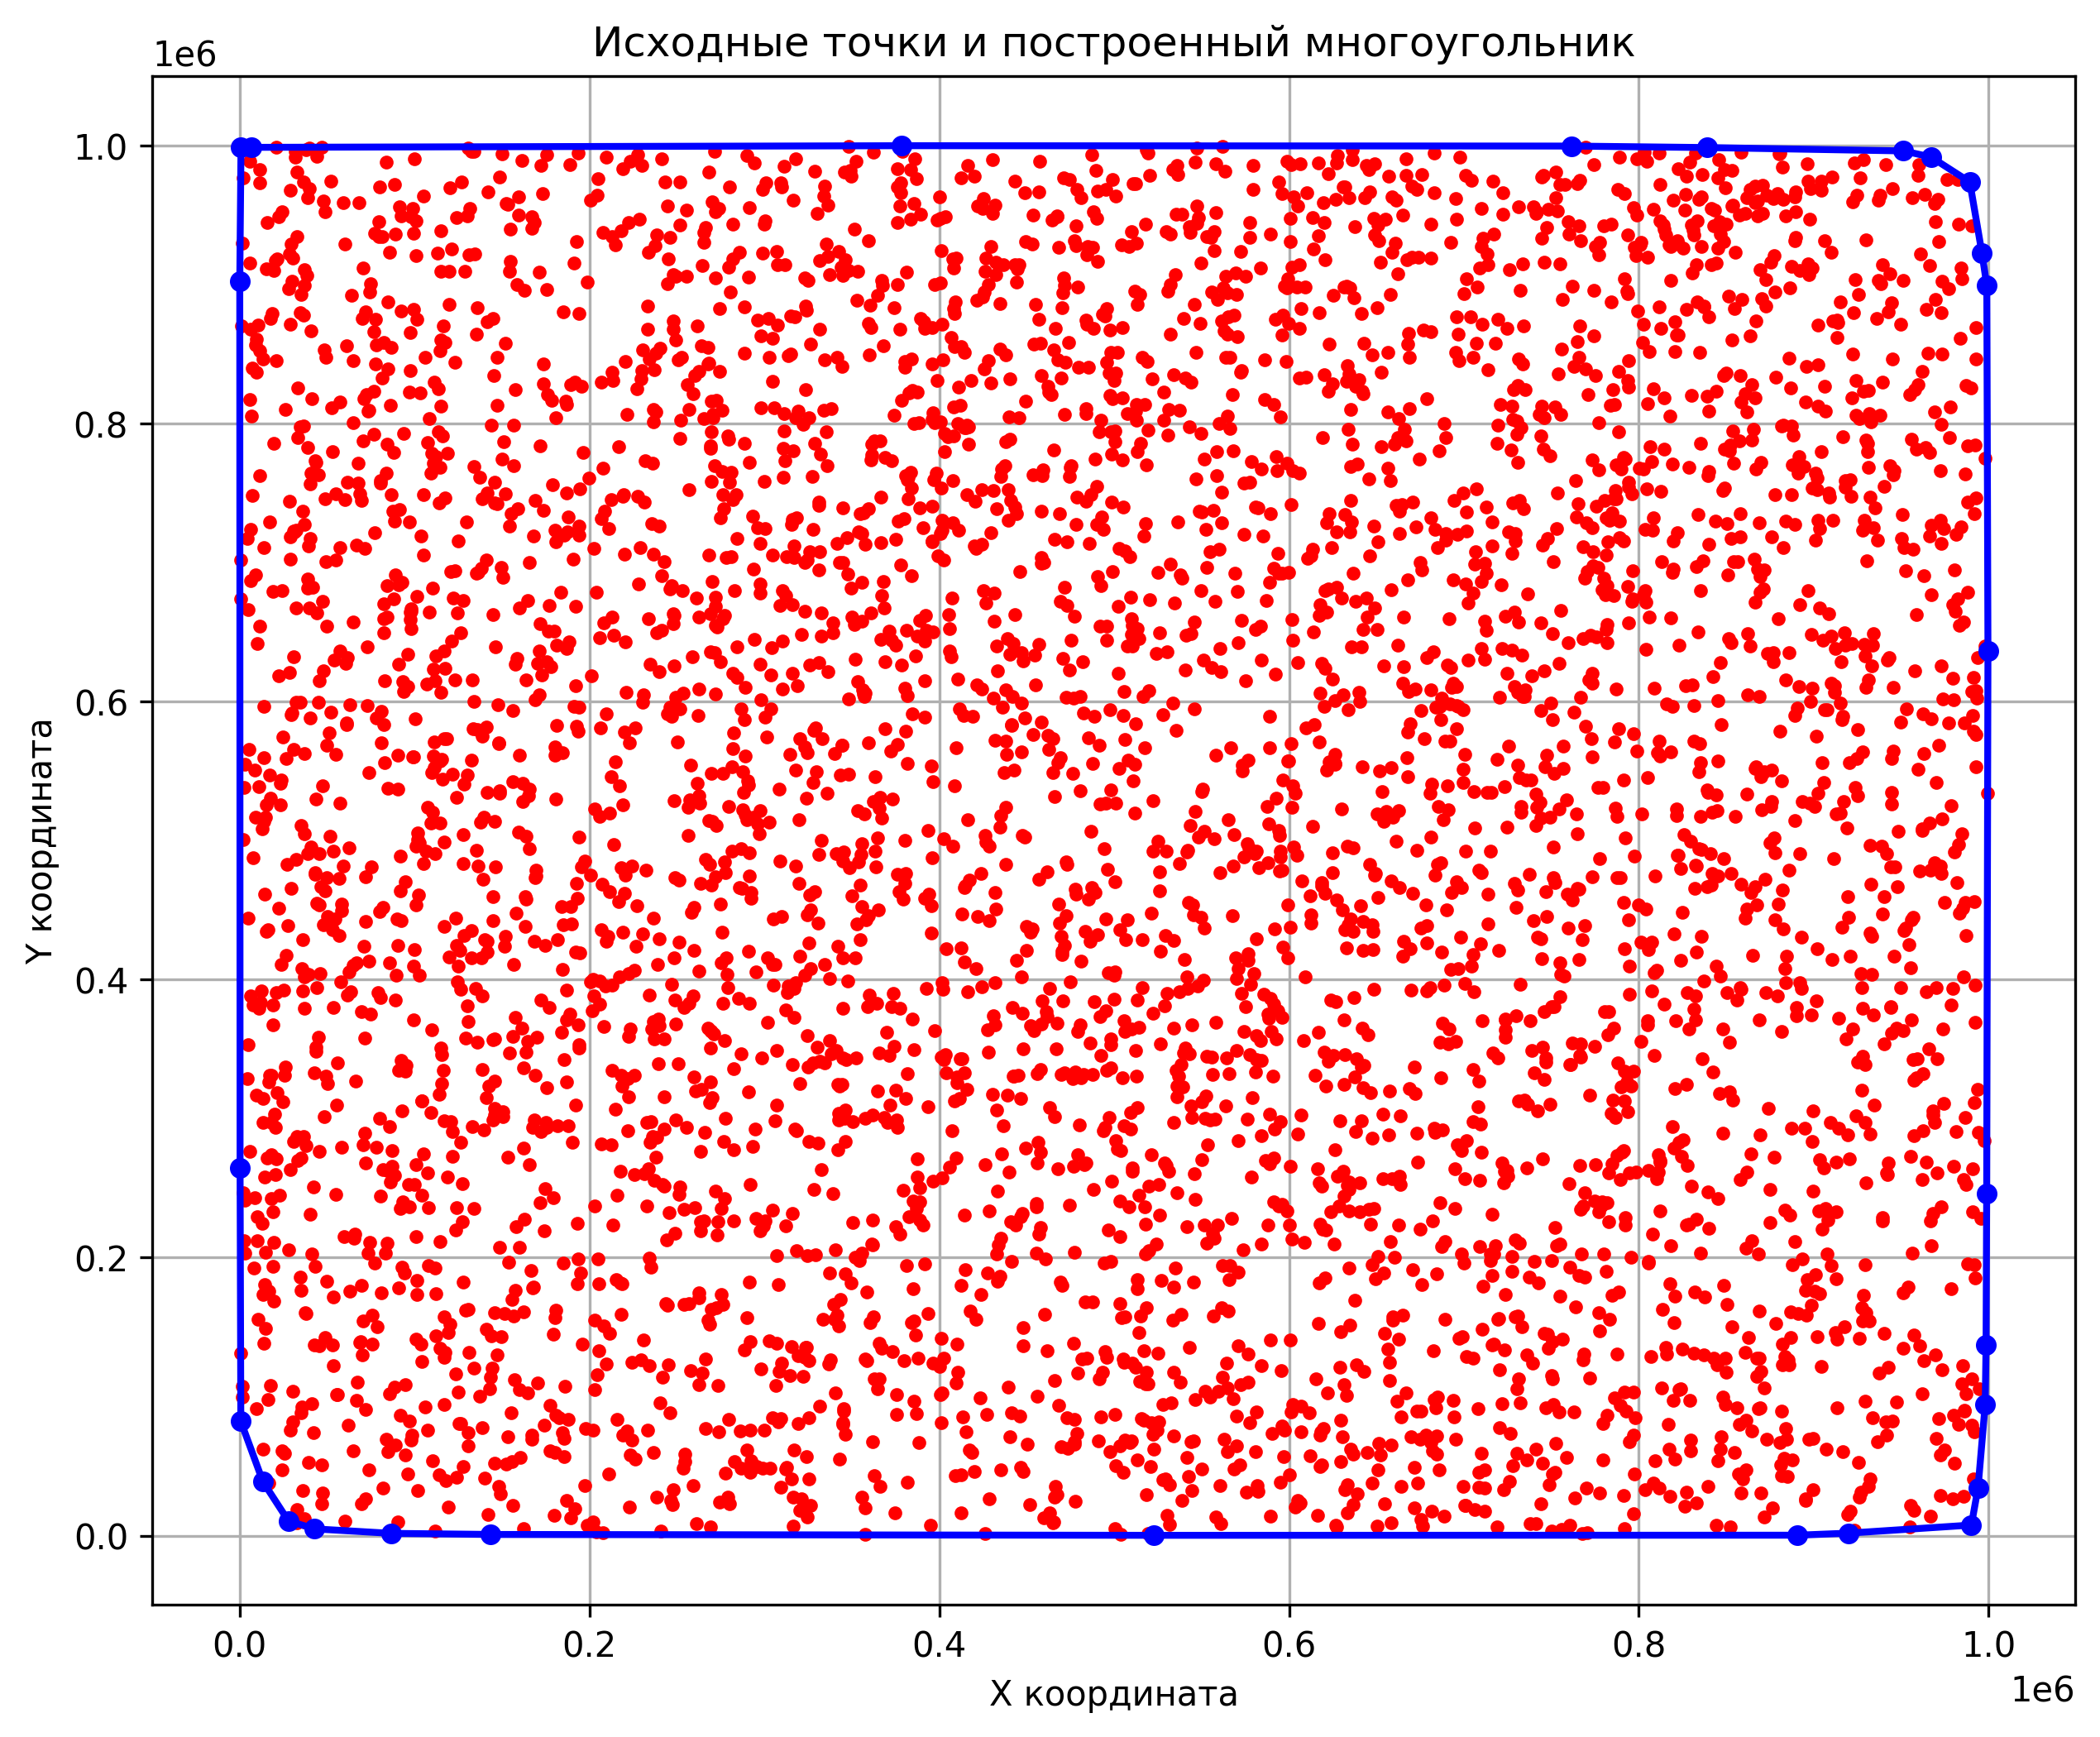 Исходные точки и построенный многоугольник
1e6
1.0
0.8
0.6
0.4
0.2
0.0
Y координата
0.0 0.2 0.4 0.6 0.8 1.0
X координата
1e6